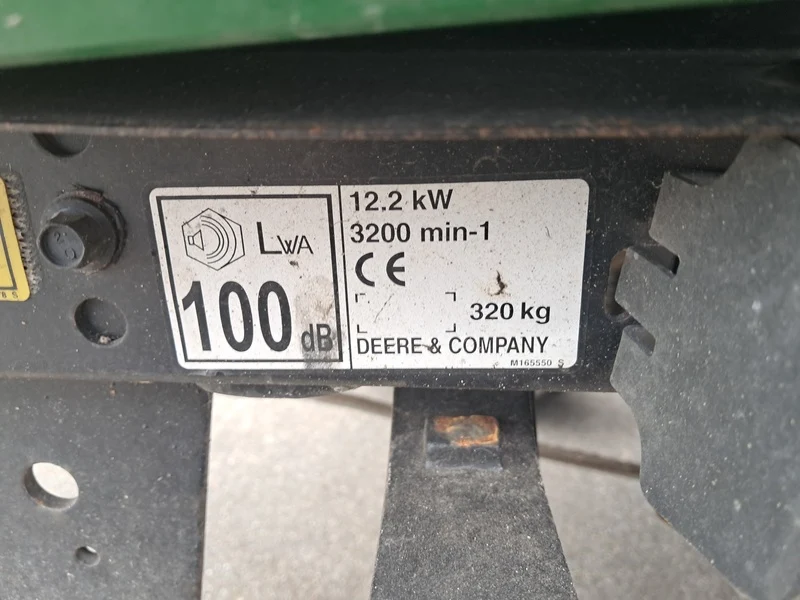 LWA
100 dB
12.2 kW
3200 min-1
CE
320 kg
DEERE & COMPANY
M165550 S